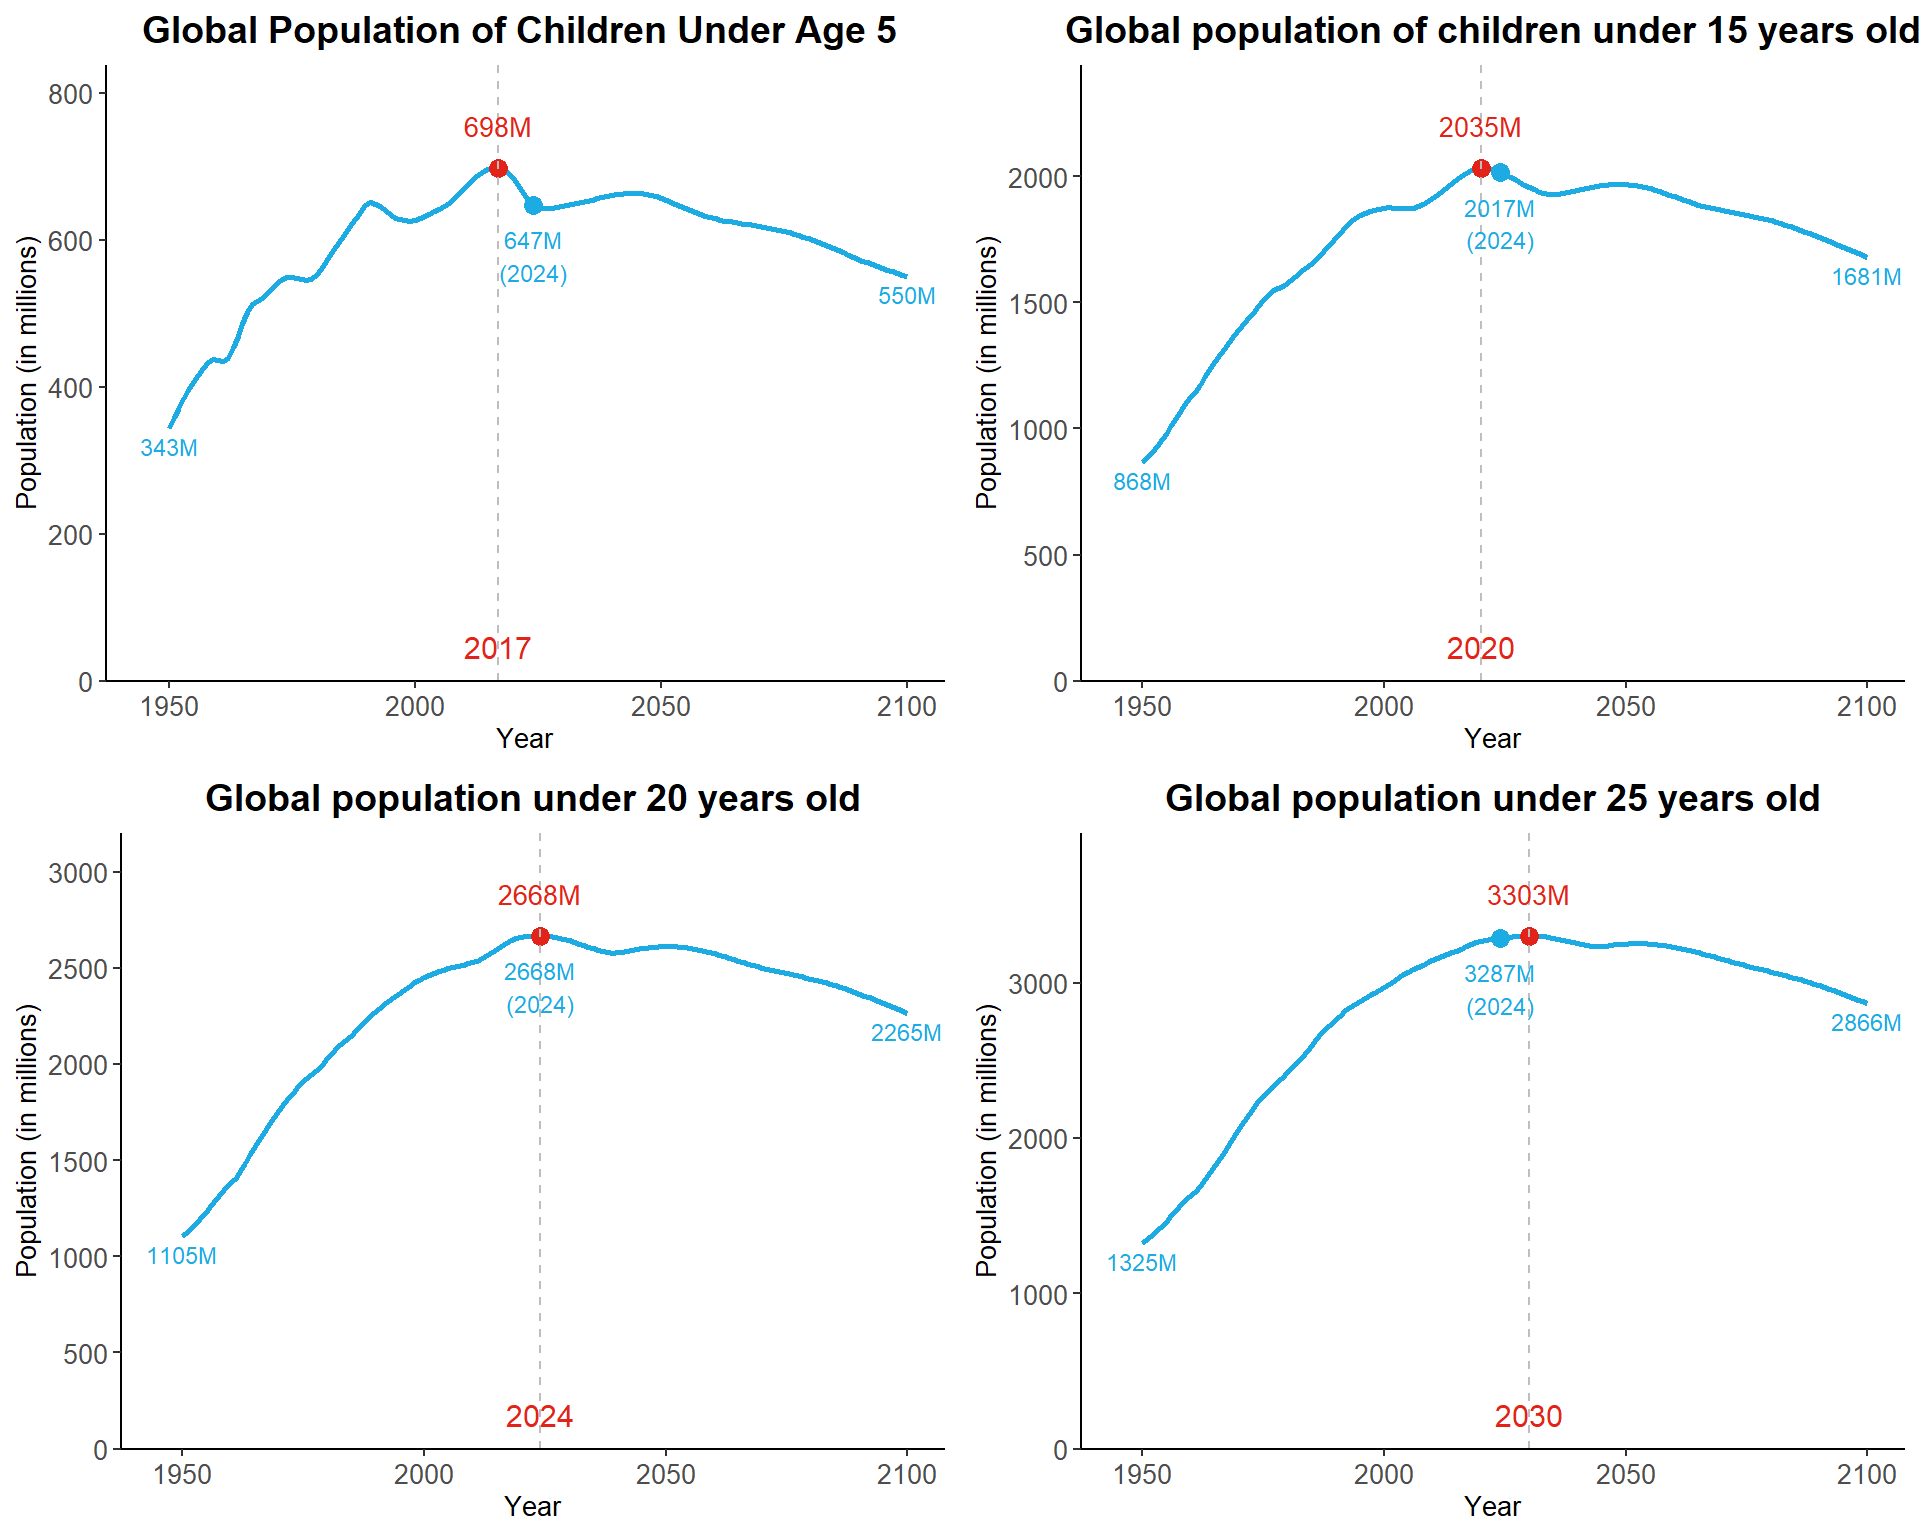 Global Population of Children Under Age 5
Population (in millions)
800
600
400
200
0
698M
647M
(2024)
550M
343M
2017
1950
2000
2050
2100
Year
Global population of children under 15 years old
Population (in millions)
2000
1500
1000
500
0
2035M
2017M
(2024)
1681M
868M
2020
1950
2000
2050
2100
Year
Global population under 20 years old
Population (in millions)
3000
2500
2000
1500
1000
500
0
2668M
2668M
(2024)
2265M
1105M
2024
1950
2000
2050
2100
Year
Global population under 25 years old
Population (in millions)
3000
2000
1000
0
3303M
3287M
(2024)
2866M
1325M
2030
1950
2000
2050
2100
Year